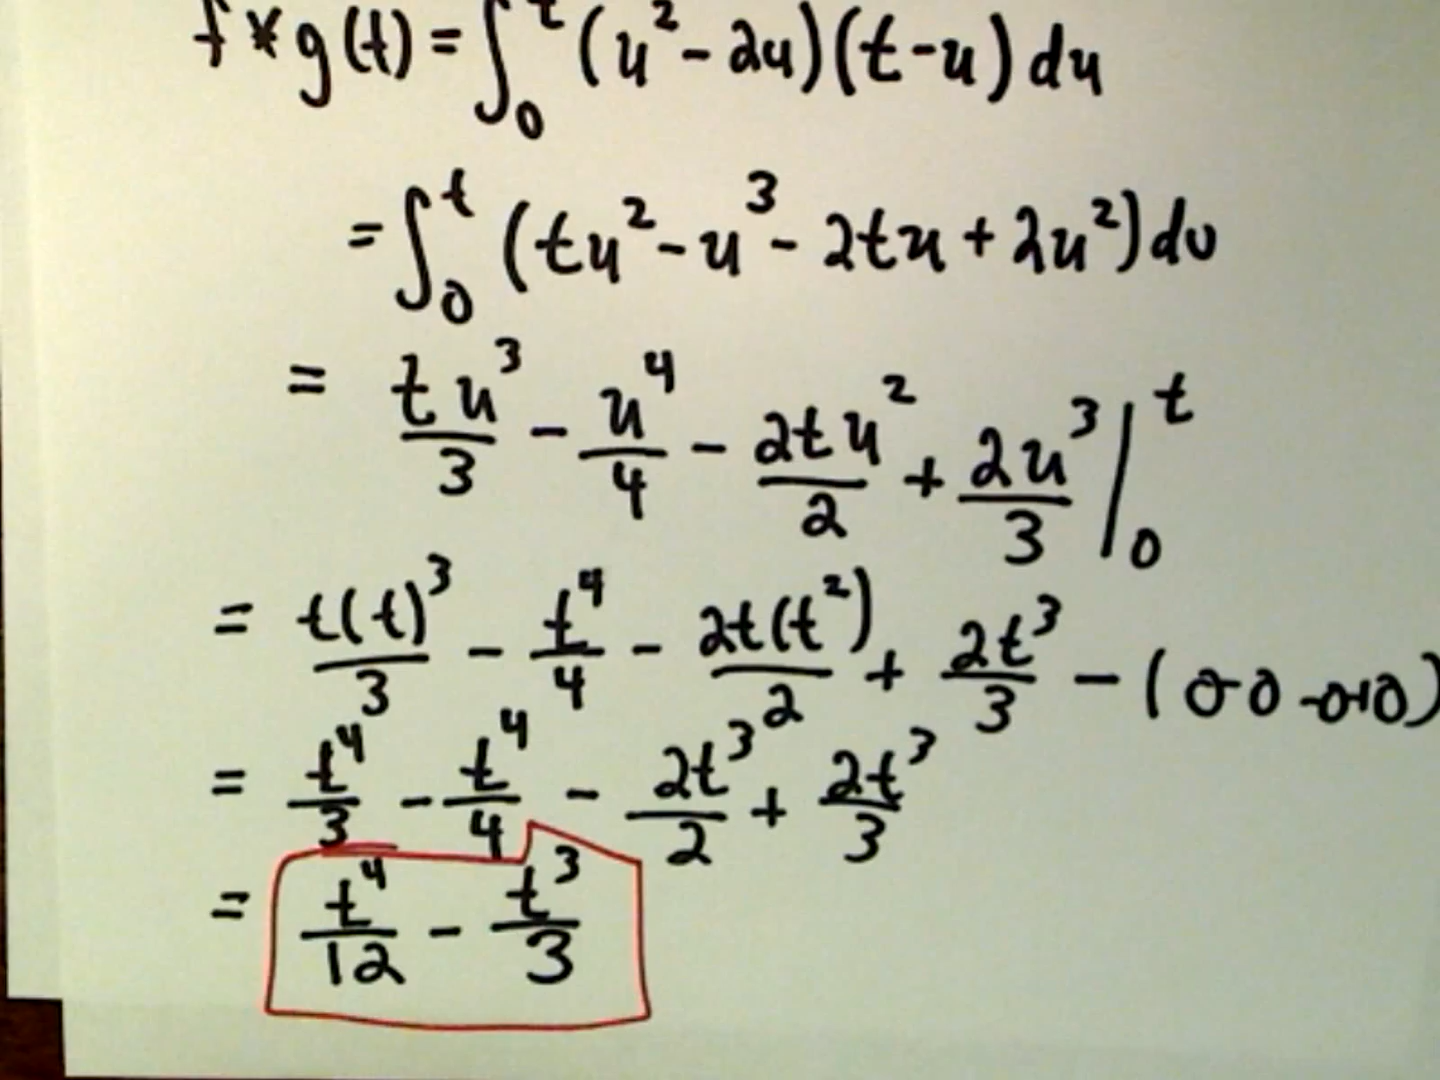 f*g(t) = ∫₀ᵗ (u² - 2u)(t-u) du
= ∫₀ᵗ (tu² - u³ - 2tu + 2u²) du
= tu³/3 - u⁴/4 - 2tu²/2 + 2u³/3 |₀ᵗ
= t(t)³/3 - t⁴/4 - 2t(t²)/2 + 2t³/3 - (0-0-0+0)
= t⁴/3 - t⁴/4 - 2t³/2 + 2t³/3
= t⁴/12 - t³/3